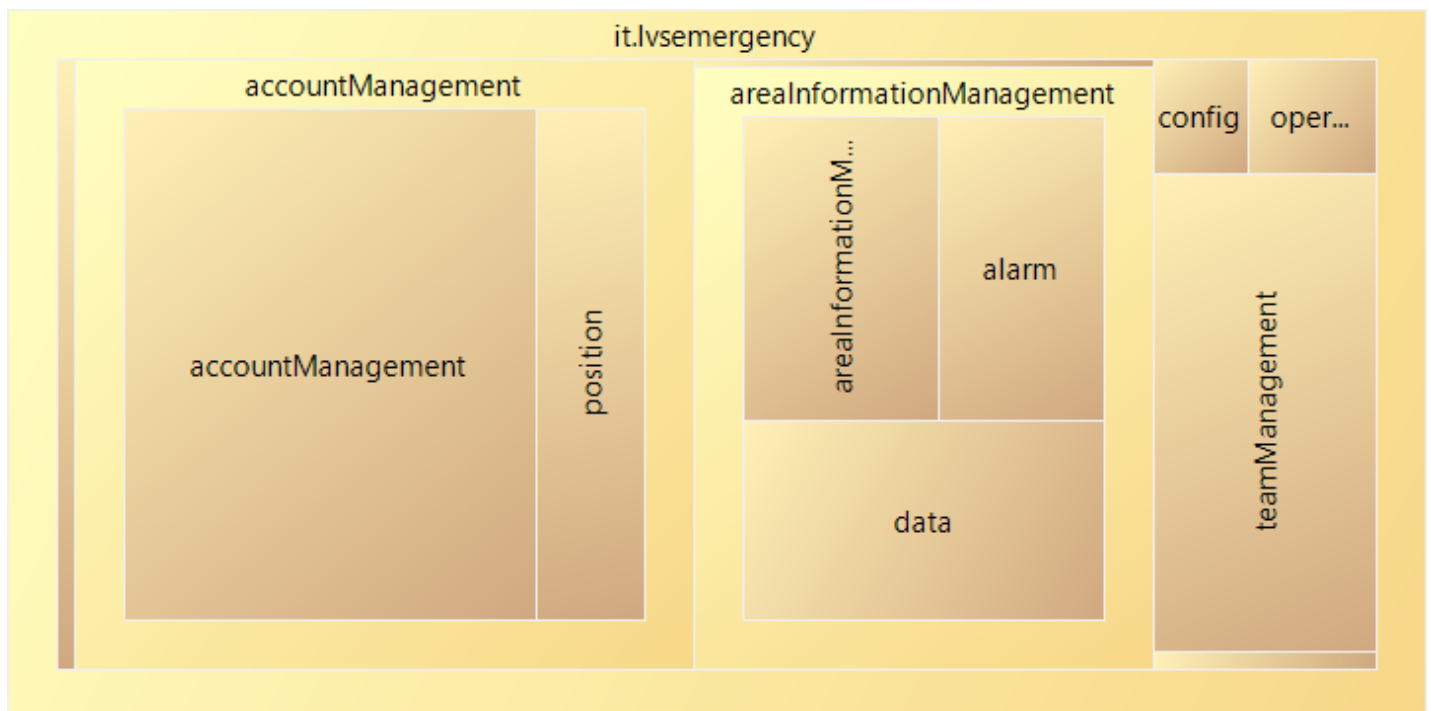 it.lvsemergency
accountManagement
areaInformationManagement
config
oper...
accountManagement
position
areaInformationM...
alarm
data
teamManagement